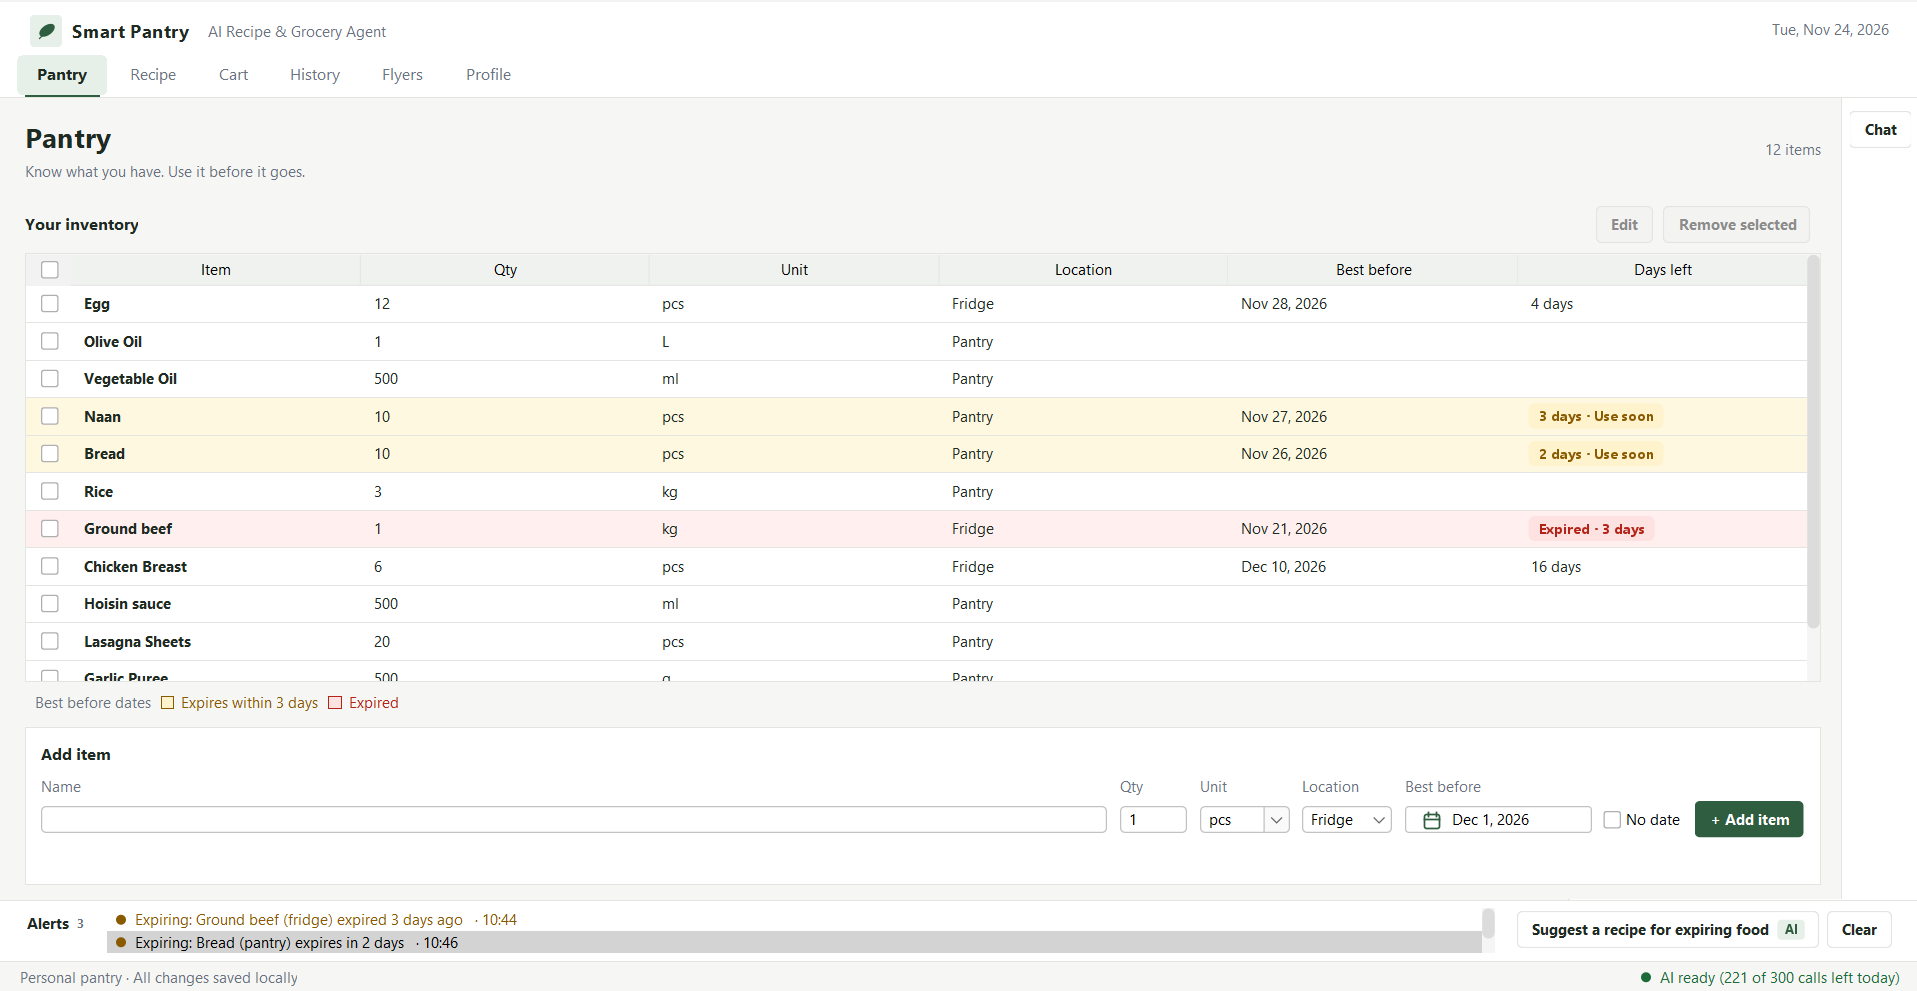 Smart Pantry AI Recipe & Grocery Agent Tue, Nov 24, 2026
Pantry Recipe Cart History Flyers Profile
Chat
Pantry
12 items
Know what you have. Use it before it goes.
Your inventory Edit Remove selected
Item Qty Unit Location Best before Days left
Egg 12 pcs Fridge Nov 28, 2026 4 days
Olive Oil 1 L Pantry
Vegetable Oil 500 ml Pantry
Naan 10 pcs Pantry Nov 27, 2026 3 days · Use soon
Bread 10 pcs Pantry Nov 26, 2026 2 days · Use soon
Rice 3 kg Pantry
Ground beef 1 kg Fridge Nov 21, 2026 Expired · 3 days
Chicken Breast 6 pcs Fridge Dec 10, 2026 16 days
Hoisin sauce 500 ml Pantry
Lasagna Sheets 20 pcs Pantry
Garlic Puree 500 g Pantry
Best before dates Expires within 3 days Expired
Add item
Name Qty Unit Location Best before
1 pcs Fridge Dec 1, 2026 No date + Add item
Alerts 3
Expiring: Ground beef (fridge) expired 3 days ago · 10:44
Expiring: Bread (pantry) expires in 2 days · 10:46
Suggest a recipe for expiring food AI Clear
Personal pantry · All changes saved locally AI ready (221 of 300 calls left today)